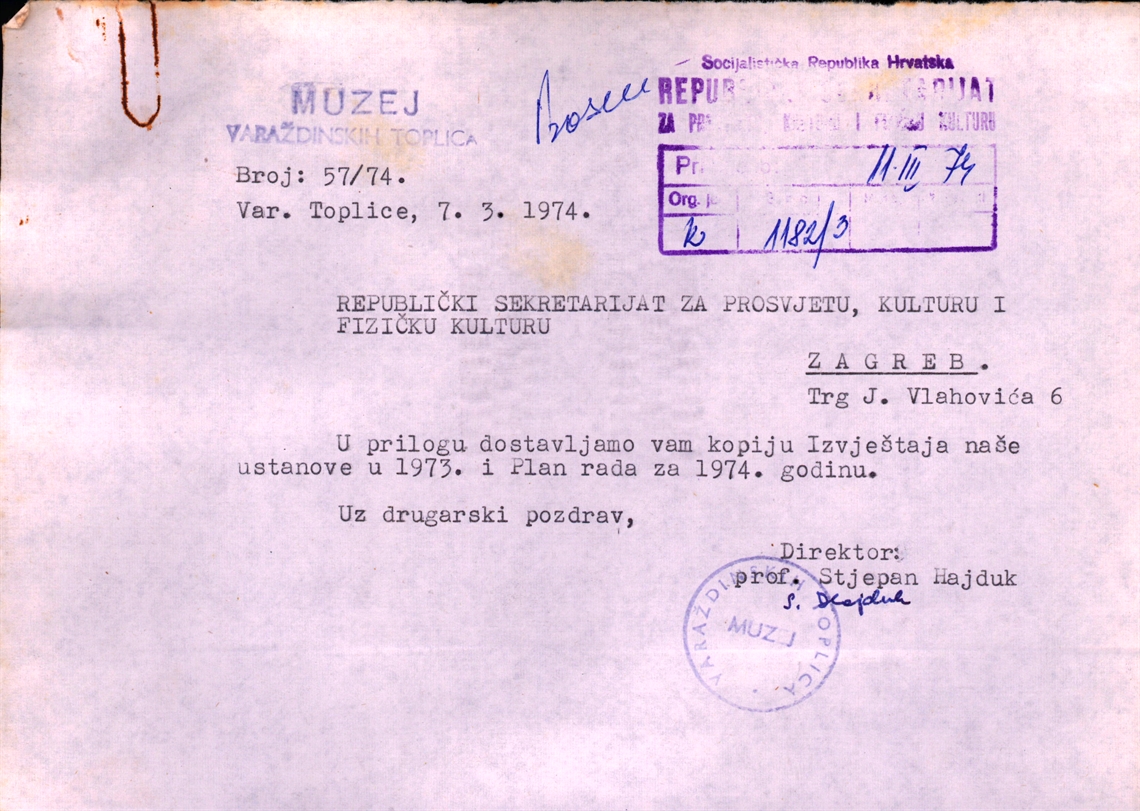 MUZEJ
VARAŽDINSKIH TOPLICA
Broj: 57/74.
Var. Toplice, 7. 3. 1974.
Socijalistička Republika Hrvatska
ZA I KULTURU
11. III 74
Org.
k 1182/3
REPUBLIČKI SEKRETARIJAT ZA PROSVJETU, KULTURU I
FIZIČKU KULTURU
ZAGREB.
Trg J. Vlahovića 6
U prilogu dostavljamo vam kopiju Izvještaja naše
ustanove u 1973. i Plan rada za 1974. godinu.
Uz drugarski pozdrav,
Direktor:
prof. Stjepan Hajduk
S. Hajduk
VARAŽDINSKIH TOPLICA
MUZEJ